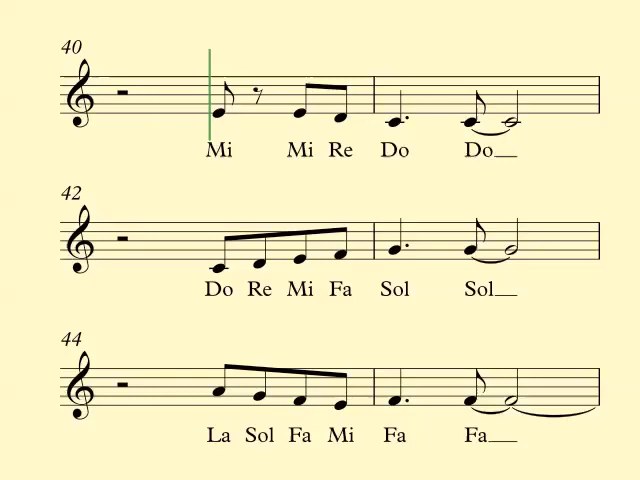 40
Mi Mi Re Do Do
42
Do Re Mi Fa Sol Sol
44
La Sol Fa Mi Fa Fa